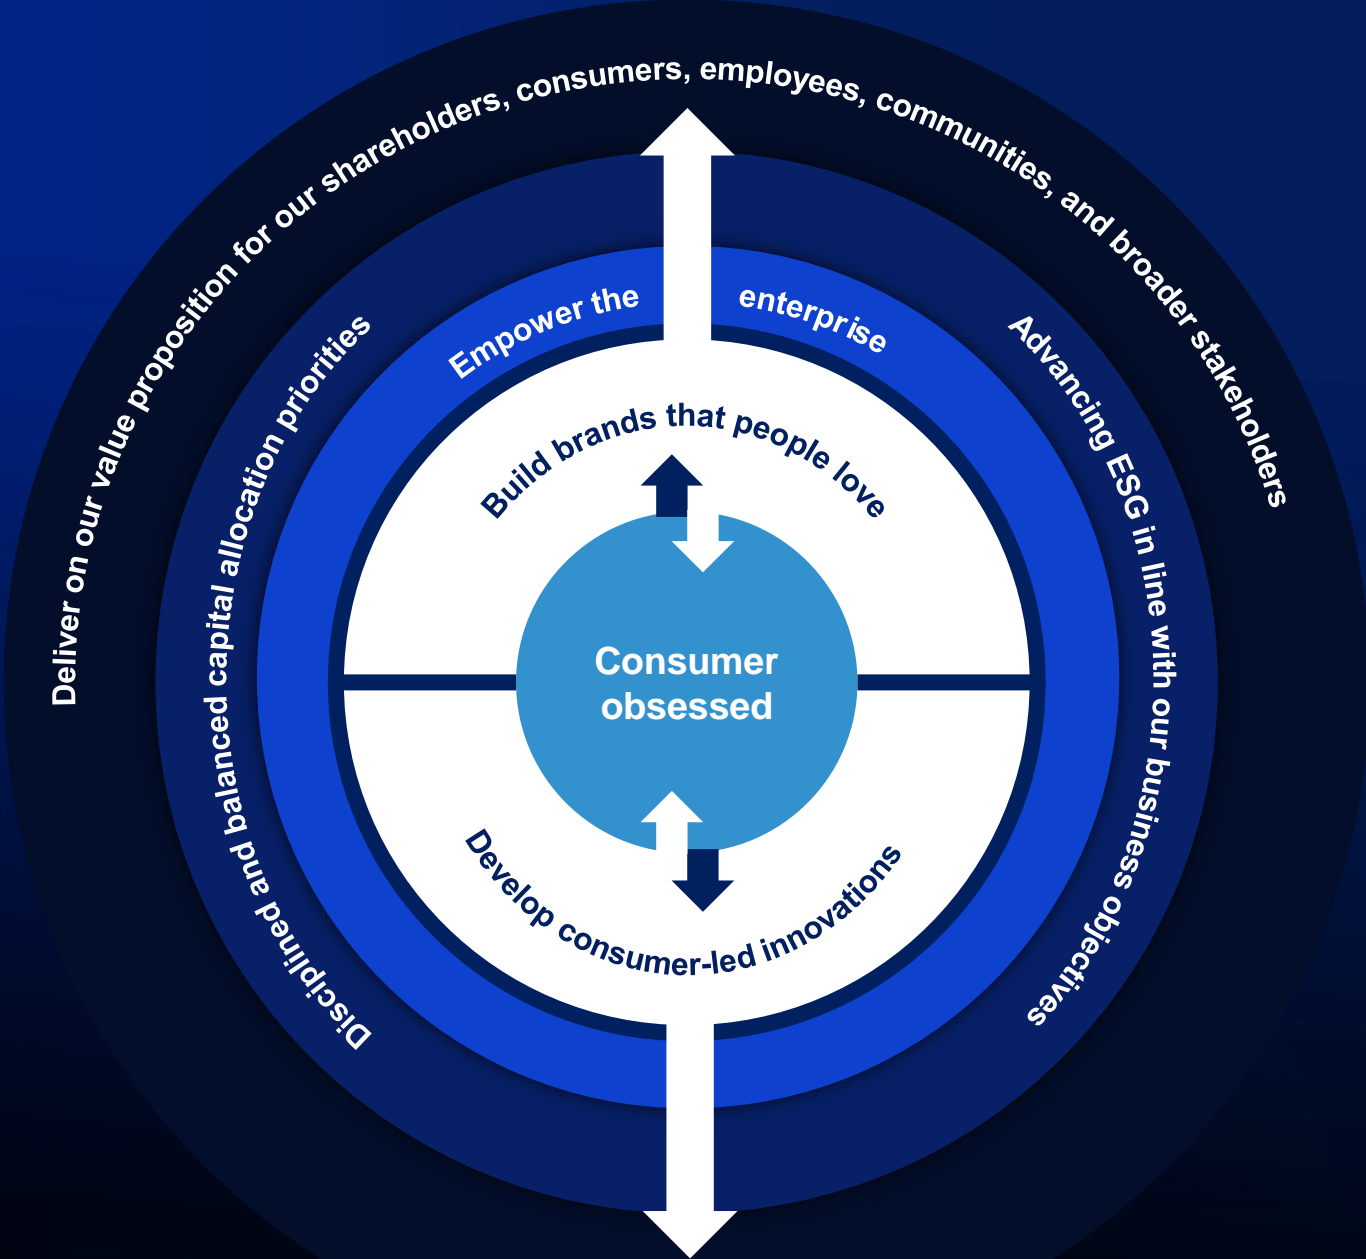 Deliver on our value proposition for our shareholders, consumers, employees, communities, and broader stakeholders
Disciplined and balanced capital allocation priorities
Advancing ESG in line with our business objectives
Empower the enterprise
Build brands that people love
Consumer
obsessed
Develop consumer-led innovations